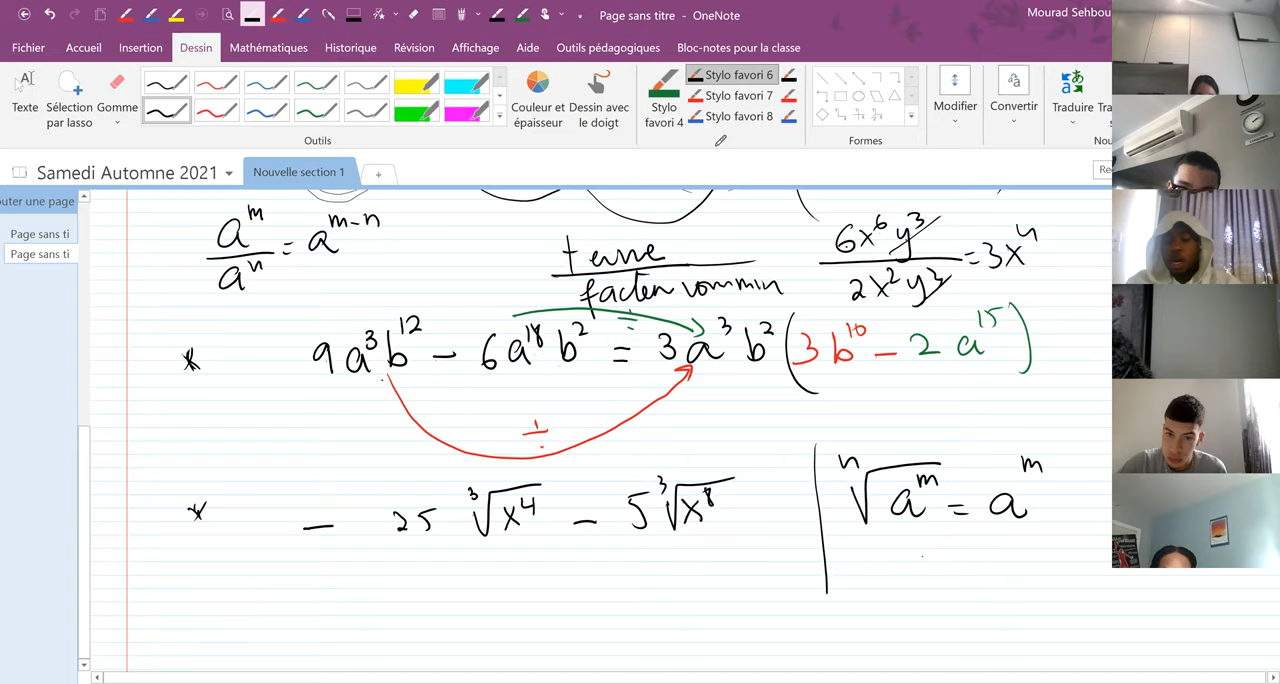 Page sans titre - OneNote
Mourad Sehbou
Fichier Accueil Insertion Dessin Mathématiques Historique Révision Affichage Aide Outils pédagogiques Bloc-notes pour la classe
Texte
Sélection par lasso
Gomme
Couleur et épaisseur
Dessin avec le doigt
Stylo favori 4
Stylo favori 6
Stylo favori 7
Stylo favori 8
Modifier
Convertir
Traduire
Outils
Formes
Samedi Automne 2021
Nouvelle section 1
+
outer une page
Page sans ti
Page sans ti
a^m / a^n = a^(m-n)
terme / facteur commun
6x^6 y^3 / 2x^2 y^3 = 3x^4
* 9a^3 b^12 - 6a^18 b^2 = 3a^3 b^2 (3b^10 - 2a^15)
÷
÷
* - 25 ∛(x^4) - 5 ∛(x^8)
ⁿ√(a^m) = a^m